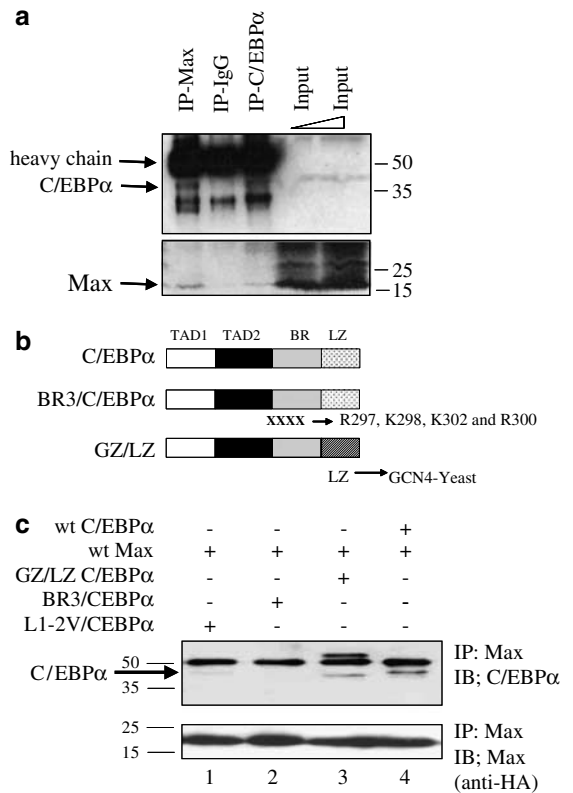 a
IP-Max
IP-IgG
IP-C/EBPα
Input
Input
heavy chain
C/EBPα
50
35
Max
25
15
b
TAD1 TAD2 BR LZ
C/EBPα
BR3/C/EBPα
XXXX R297, K298, K302 and R300
GZ/LZ
LZ GCN4-Yeast
c
wt C/EBPα - - - +
wt Max + + + +
GZ/LZ C/EBPα - - + -
BR3/CEBPα - + - -
L1-2V/CEBPα + - - -
C/EBPα
50
35
IP: Max
IB; C/EBPα
25
15
IP: Max
IB; Max
(anti-HA)
1 2 3 4